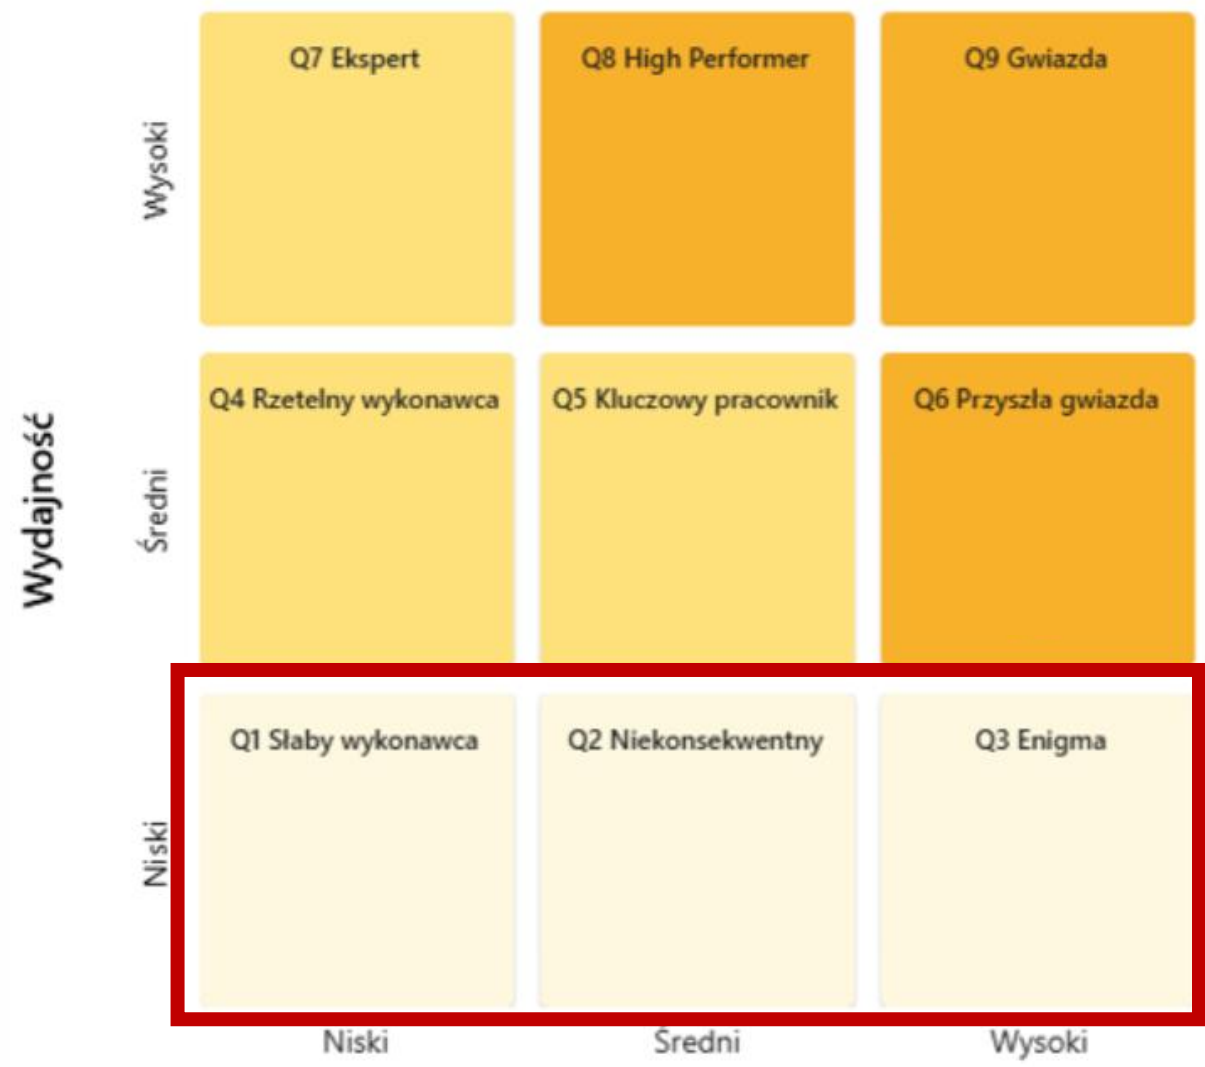 Q7 Ekspert
Q8 High Performer
Q9 Gwiazda
Wysoki
Q4 Rzetelny wykonawca
Q5 Kluczowy pracownik
Q6 Przyszła gwiazda
Wydajność
Średni
Q1 Słaby wykonawca
Q2 Niekonsekwentny
Q3 Enigma
Niski
Niski
Średni
Wysoki